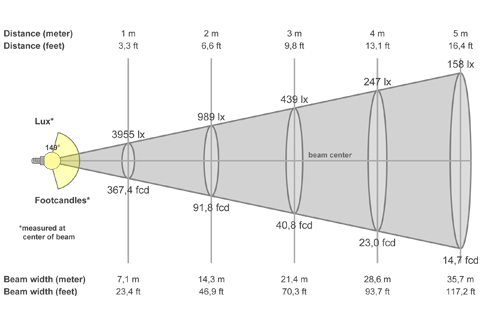 Distance (meter) 1 m 2 m 3 m 4 m 5 m
Distance (feet) 3,3 ft 6,6 ft 9,8 ft 13,1 ft 16,4 ft
158 lx
247 lx
439 lx
989 lx
Lux*
3955 lx
140°
beam center
367,4 fcd
Footcandles*
91,8 fcd
40,8 fcd
*measured at
center of beam
23,0 fcd
14,7 fcd
Beam width (meter) 7,1 m 14,3 m 21,4 m 28,6 m 35,7 m
Beam width (feet) 23,4 ft 46,9 ft 70,3 ft 93,7 ft 117,2 ft